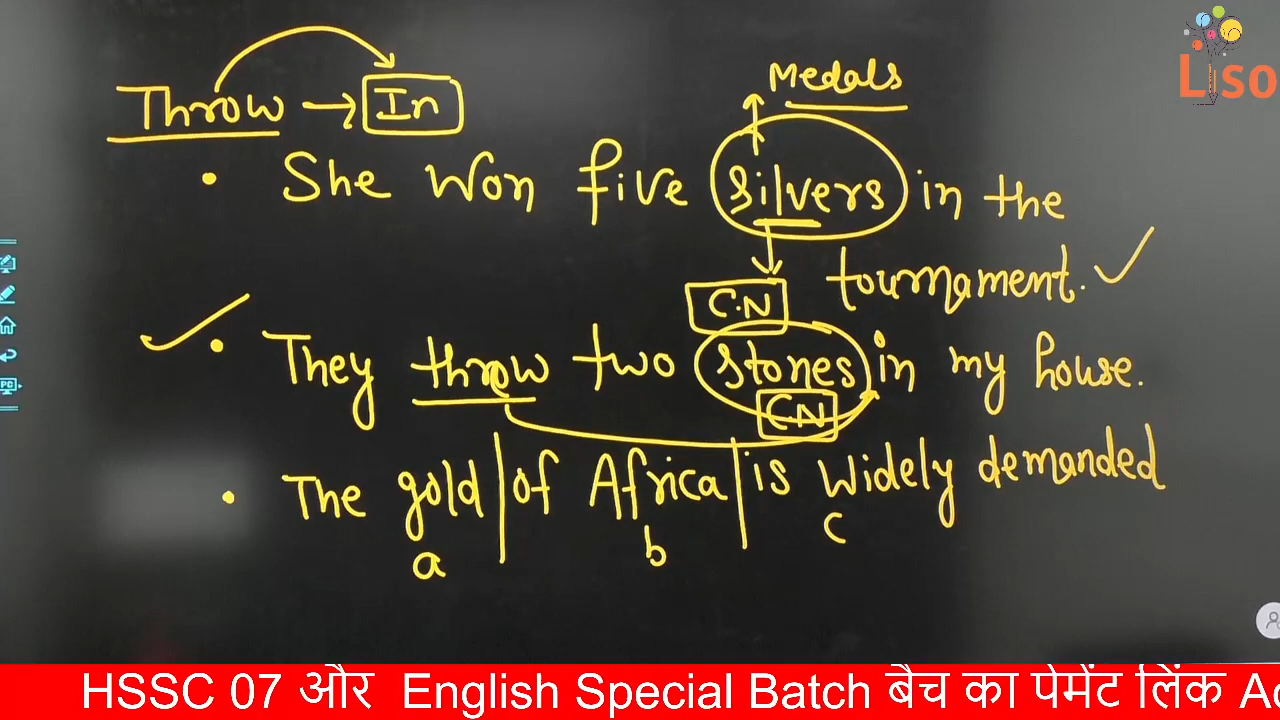 Medals
Throw → In
L!so
• She won five silvers in the
tournament. ✓
C.N
✓ • They throw two stones in my house.
CN
• The gold | of Africa | is widely demanded
a b c
HSSC 07 और English Special Batch बैच का पेमेंट लिंक